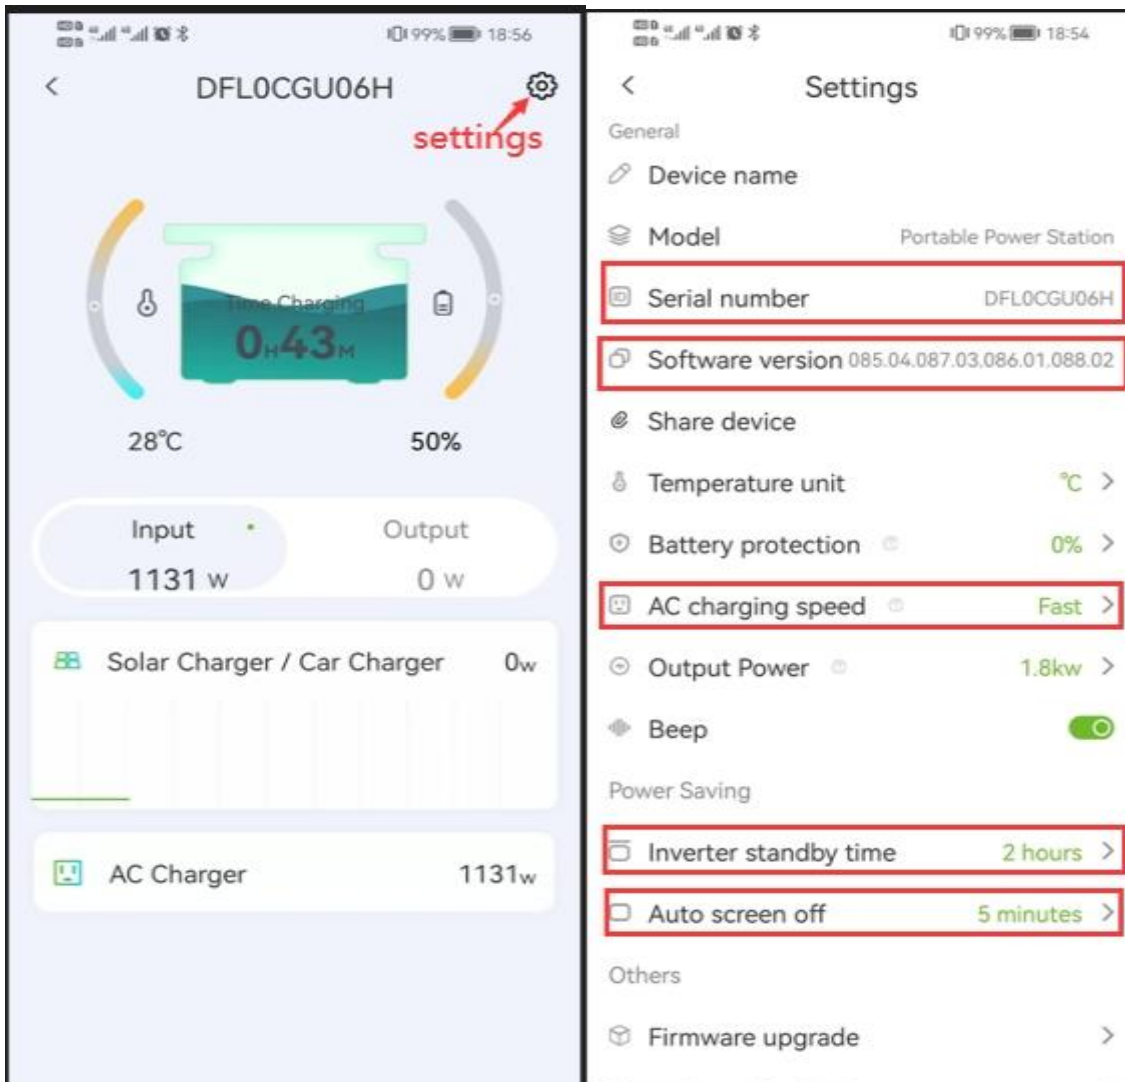 99% 18:56
DFL0CGU06H
settings
Time Charging
0H43M
28°C
50%
Input
Output
1131 W
0 W
Solar Charger / Car Charger 0w
AC Charger 1131w
99% 18:54
Settings
General
Device name
Model Portable Power Station
Serial number DFL0CGU06H
Software version 085.04.087.03.086.01.088.02
Share device
Temperature unit °C
Battery protection 0%
AC charging speed Fast
Output Power 1.8kw
Beep
Power Saving
Inverter standby time 2 hours
Auto screen off 5 minutes
Others
Firmware upgrade